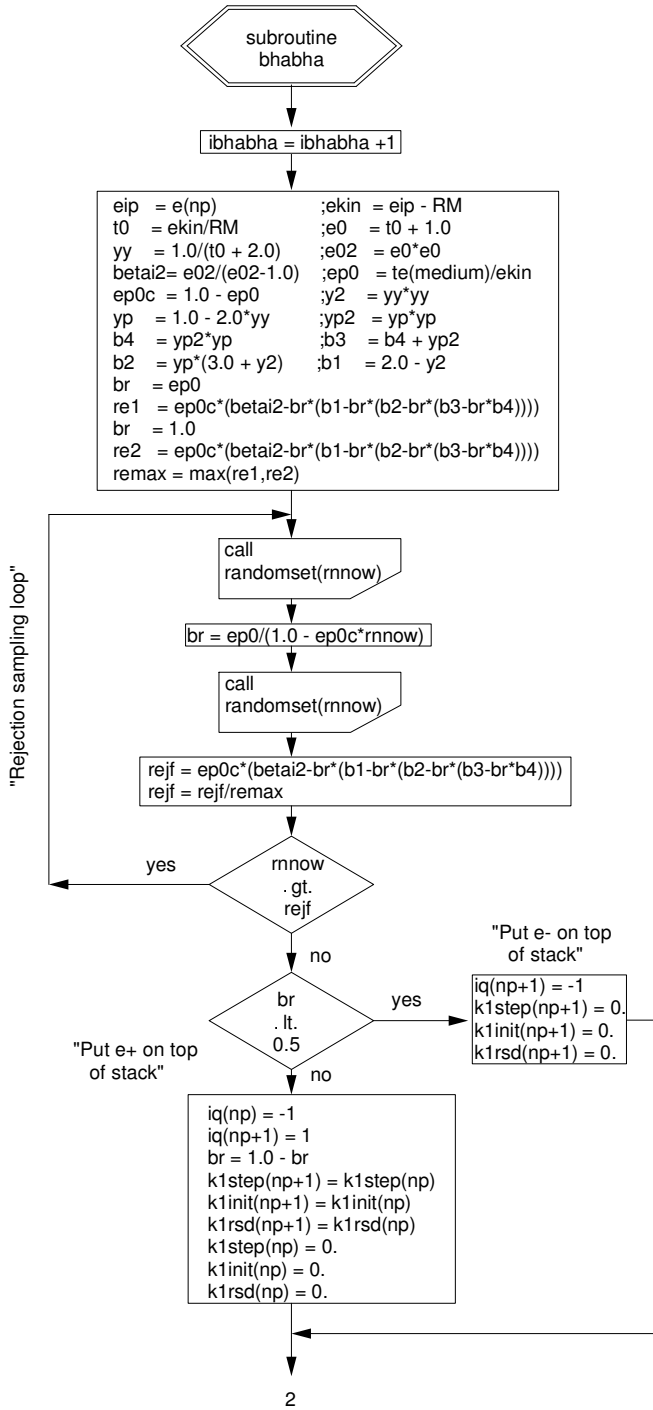 subroutine
bhabha
ibhabha = ibhabha +1
eip = e(np) ;ekin = eip - RM
t0 = ekin/RM ;e0 = t0 + 1.0
yy = 1.0/(t0 + 2.0) ;e02 = e0*e0
betai2= e02/(e02-1.0) ;ep0 = te(medium)/ekin
ep0c = 1.0 - ep0 ;y2 = yy*yy
yp = 1.0 - 2.0*yy ;yp2 = yp*yp
b4 = yp2*yp ;b3 = b4 + yp2
b2 = yp*(3.0 + y2) ;b1 = 2.0 - y2
br = ep0
re1 = ep0c*(betai2-br*(b1-br*(b2-br*(b3-br*b4))))
br = 1.0
re2 = ep0c*(betai2-br*(b1-br*(b2-br*(b3-br*b4))))
remax = max(re1,re2)
"Rejection sampling loop"
call
randomset(rnnow)
br = ep0/(1.0 - ep0c*rnnow)
call
randomset(rnnow)
rejf = ep0c*(betai2-br*(b1-br*(b2-br*(b3-br*b4))))
rejf = rejf/remax
yes
rnnow
.gt.
rejf
no
br
.lt.
0.5
yes
"Put e- on top
of stack"
iq(np+1) = -1
k1step(np+1) = 0.
k1init(np+1) = 0.
k1rsd(np+1) = 0.
"Put e+ on top
of stack"
no
iq(np) = -1
iq(np+1) = 1
br = 1.0 - br
k1step(np+1) = k1step(np)
k1init(np+1) = k1init(np)
k1rsd(np+1) = k1rsd(np)
k1step(np) = 0.
k1init(np) = 0.
k1rsd(np) = 0.
2